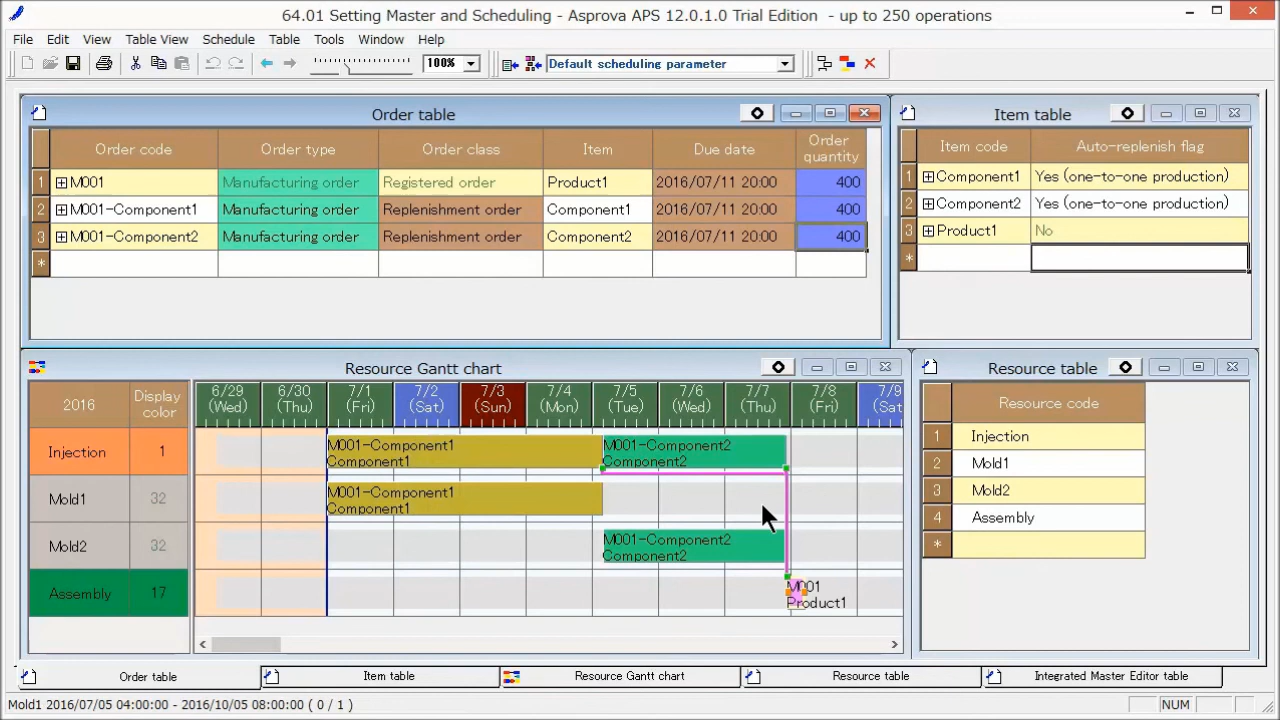 64.01 Setting Master and Scheduling - Asprova APS 12.0.1.0 Trial Edition - up to 250 operations
File Edit View Table View Schedule Table Tools Window Help
100% Default scheduling parameter
Order table
Order code Order type Order class Item Due date Order quantity
1 M001 Manufacturing order Registered order Product1 2016/07/11 20:00 400
2 M001-Component1 Manufacturing order Replenishment order Component1 2016/07/11 20:00 400
3 M001-Component2 Manufacturing order Replenishment order Component2 2016/07/11 20:00 400
*
Item table
Item code Auto-replenish flag
1 Component1 Yes (one-to-one production)
2 Component2 Yes (one-to-one production)
3 Product1 No
*
Resource Gantt chart
2016 Display color
6/29 (Wed) 6/30 (Thu) 7/1 (Fri) 7/2 (Sat) 7/3 (Sun) 7/4 (Mon) 7/5 (Tue) 7/6 (Wed) 7/7 (Thu) 7/8 (Fri) 7/9 (Sat
Injection 1
M001-Component1
Component1
M001-Component2
Component2
Mold1 32
M001-Component1
Component1
Mold2 32
M001-Component2
Component2
Assembly 17
M001
Product1
Resource table
Resource code
1 Injection
2 Mold1
3 Mold2
4 Assembly
*
Order table Item table Resource Gantt chart Resource table Integrated Master Editor table
Mold1 2016/07/05 04:00:00 - 2016/10/05 08:00:00 ( 0 / 1 ) NUM